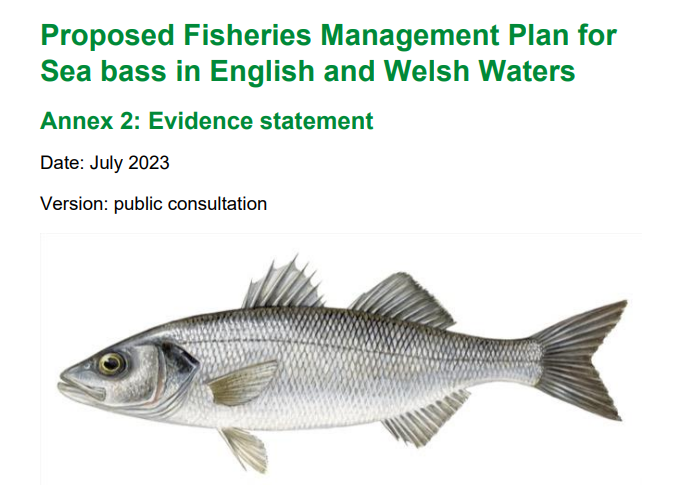 Proposed Fisheries Management Plan for
Sea bass in English and Welsh Waters
Annex 2: Evidence statement
Date: July 2023
Version: public consultation